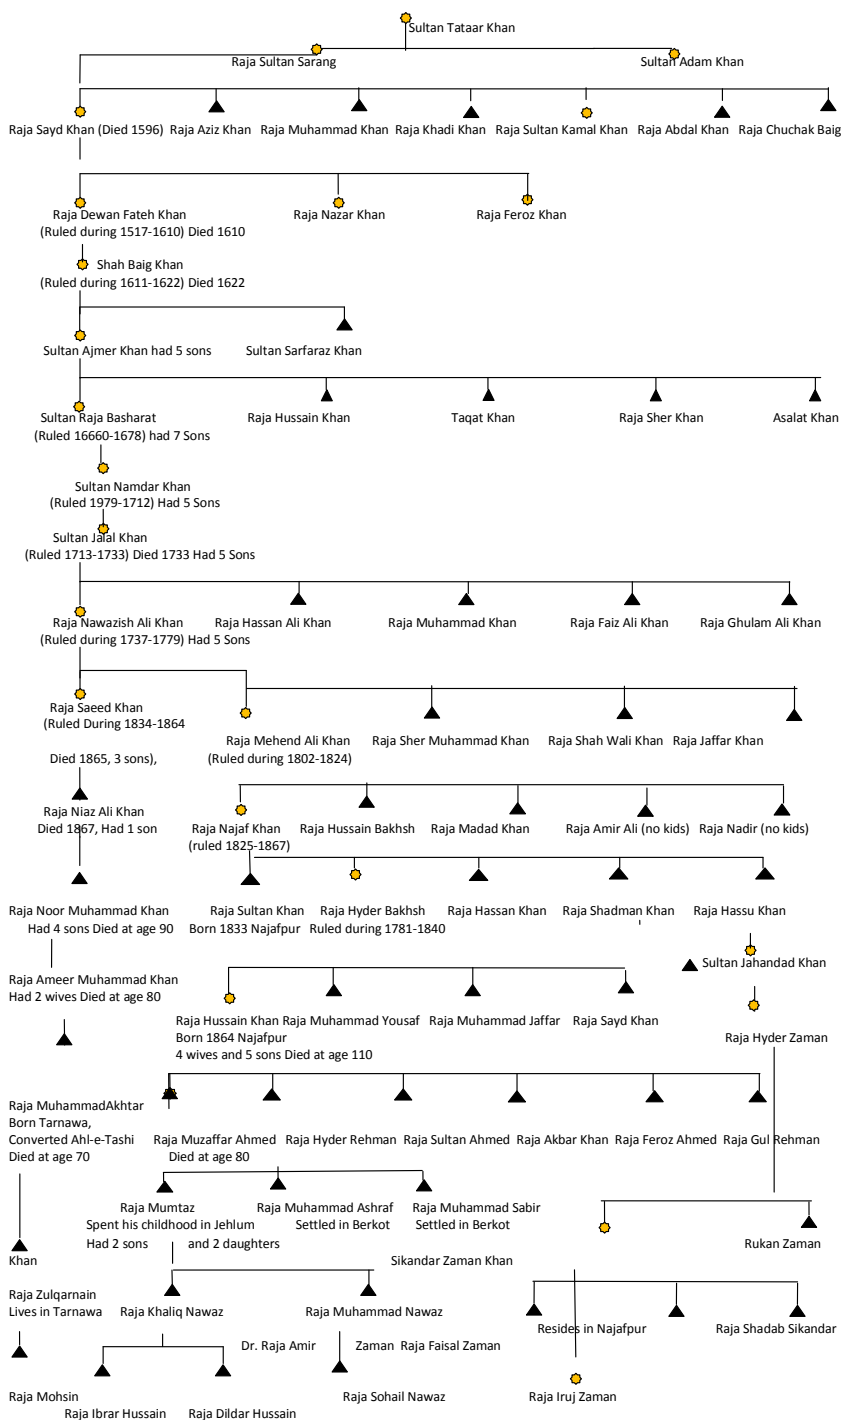 Sultan Tataar Khan
Raja Sultan Sarang Sultan Adam Khan
Raja Sayd Khan (Died 1596) Raja Aziz Khan Raja Muhammad Khan Raja Khadi Khan Raja Sultan Kamal Khan Raja Abdal Khan Raja Chuchak Baig
Raja Dewan Fateh Khan Raja Nazar Khan Raja Feroz Khan
(Ruled during 1517-1610) Died 1610
Shah Baig Khan
(Ruled during 1611-1622) Died 1622
Sultan Ajmer Khan had 5 sons Sultan Sarfaraz Khan
Sultan Raja Basharat Raja Hussain Khan Taqat Khan Raja Sher Khan Asalat Khan
(Ruled 16660-1678) had 7 Sons
Sultan Namdar Khan
(Ruled 1979-1712) Had 5 Sons
Sultan Jalal Khan
(Ruled 1713-1733) Died 1733 Had 5 Sons
Raja Nawazish Ali Khan Raja Hassan Ali Khan Raja Muhammad Khan Raja Faiz Ali Khan Raja Ghulam Ali Khan
(Ruled during 1737-1779) Had 5 Sons
Raja Saeed Khan
(Ruled During 1834-1864
Raja Mehend Ali Khan Raja Sher Muhammad Khan Raja Shah Wali Khan Raja Jaffar Khan
Died 1865, 3 sons), (Ruled during 1802-1824)
Raja Niaz Ali Khan
Died 1867, Had 1 son Raja Najaf Khan Raja Hussain Bakhsh Raja Madad Khan Raja Amir Ali (no kids) Raja Nadir (no kids)
(ruled 1825-1867)
Raja Noor Muhammad Khan Raja Sultan Khan Raja Hyder Bakhsh Raja Hassan Khan Raja Shadman Khan Raja Hassu Khan
Had 4 sons Died at age 90 Born 1833 Najafpur Ruled during 1781-1840
Sultan Jahandad Khan
Raja Ameer Muhammad Khan
Had 2 wives Died at age 80
Raja Hussain Khan Raja Muhammad Yousaf Raja Muhammad Jaffar Raja Sayd Khan
Born 1864 Najafpur Raja Hyder Zaman
4 wives and 5 sons Died at age 110
Raja MuhammadAkhtar
Born Tarnawa,
Converted Ahl-e-Tashi Raja Muzaffar Ahmed Raja Hyder Rehman Raja Sultan Ahmed Raja Akbar Khan Raja Feroz Ahmed Raja Gul Rehman
Died at age 70 Died at age 80
Raja Mumtaz Raja Muhammad Ashraf Raja Muhammad Sabir
Spent his childhood in Jehlum Settled in Berkot Settled in Berkot
Had 2 sons and 2 daughters Rukan Zaman
Khan Sikandar Zaman Khan
Raja Zulqarnain
Lives in Tarnawa Raja Khaliq Nawaz Raja Muhammad Nawaz
Resides in Najafpur Raja Shadab Sikandar
Dr. Raja Amir Zaman Raja Faisal Zaman
Raja Mohsin Raja Sohail Nawaz Raja Iruj Zaman
Raja Ibrar Hussain Raja Dildar Hussain